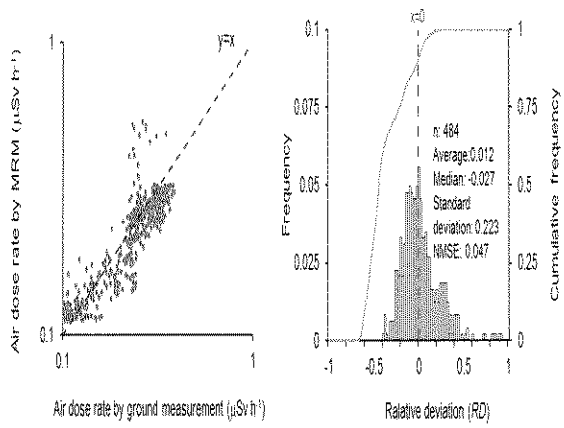 Air dose rate by MRM (µSv h⁻¹)
1
0.1
y=x
0.1
1
Air dose rate by ground measurement (µSv h⁻¹)
x=0
Frequency
0.1
0.075
0.05
0.025
0
n: 484
Average:0.012
Median: -0.027
Standard
deviation: 0.223
NMSE: 0.047
1
0.75
0.5
0.25
0
Cumulative frequency
-1
-0.5
0
0.5
1
Ralative deviation (RD)